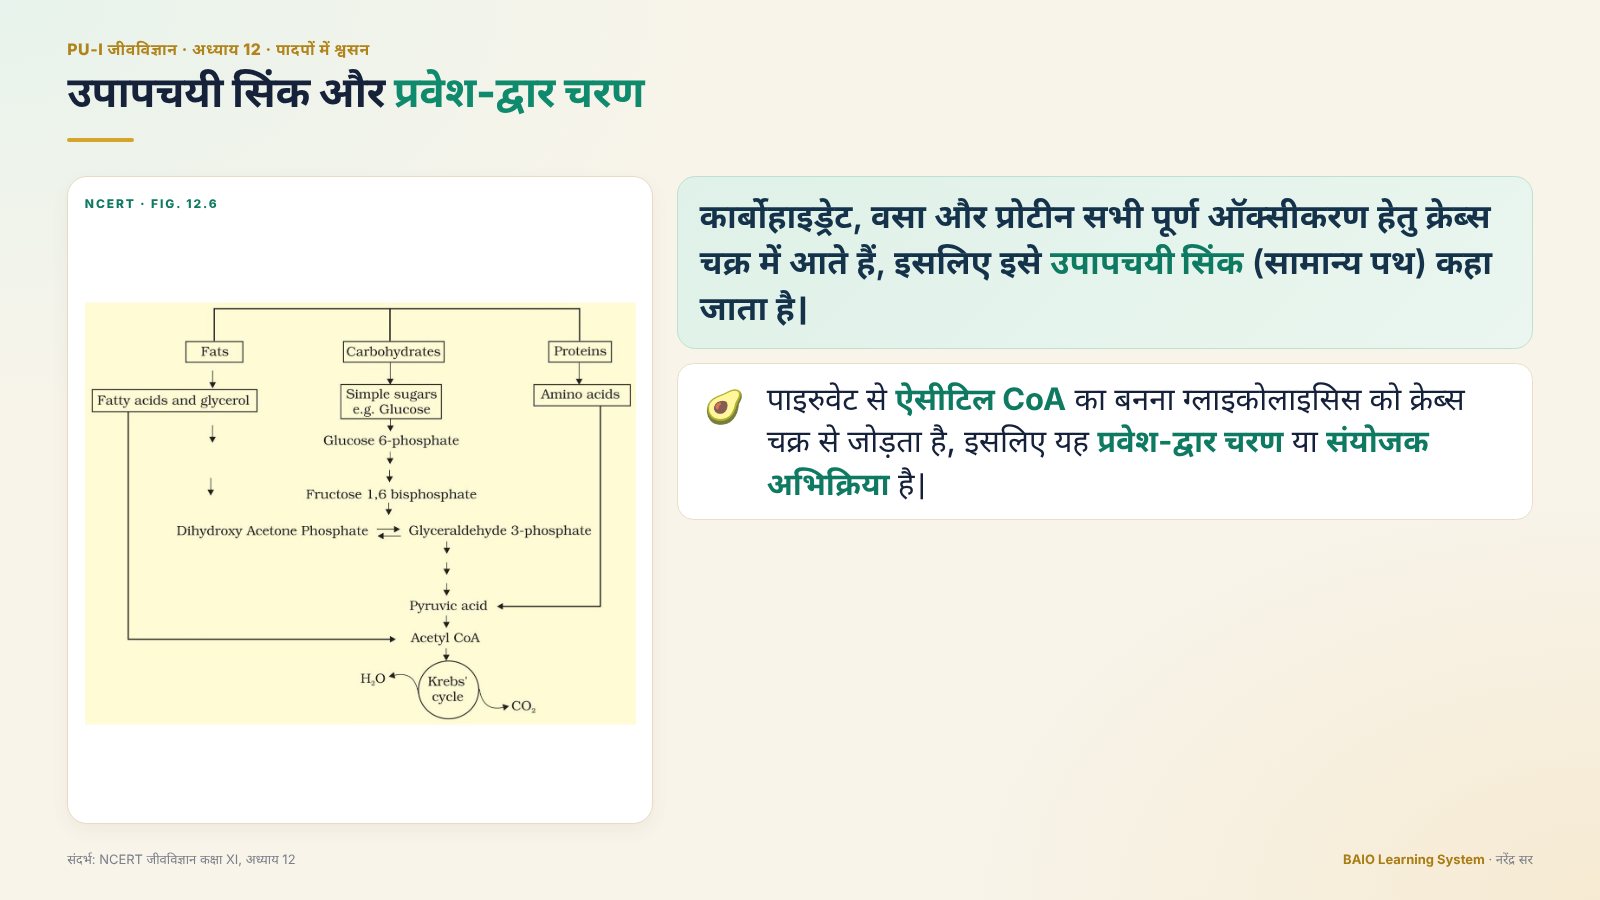 PU-I जीवविज्ञान · अध्याय 12 · पादपों में श्वसन
उपापचयी सिंक और प्रवेश-द्वार चरण
NCERT · FIG. 12.6
Fats
Carbohydrates
Proteins
Fatty acids and glycerol
Simple sugars
e.g. Glucose
Amino acids
Glucose 6-phosphate
Fructose 1,6 bisphosphate
Dihydroxy Acetone Phosphate
Glyceraldehyde 3-phosphate
Pyruvic acid
Acetyl CoA
H₂O
Krebs'
cycle
CO₂
कार्बोहाइड्रेट, वसा और प्रोटीन सभी पूर्ण ऑक्सीकरण हेतु क्रेब्स
चक्र में आते हैं, इसलिए इसे उपापचयी सिंक (सामान्य पथ) कहा
जाता है|
पाइरुवेट से ऐसीटिल CoA का बनना ग्लाइकोलाइसिस को क्रेब्स
चक्र से जोड़ता है, इसलिए यह प्रवेश-द्वार चरण या संयोजक
अभिक्रिया है|
संदर्भ: NCERT जीवविज्ञान कक्षा XI, अध्याय 12
BAIO Learning System · नरेंद्र सर